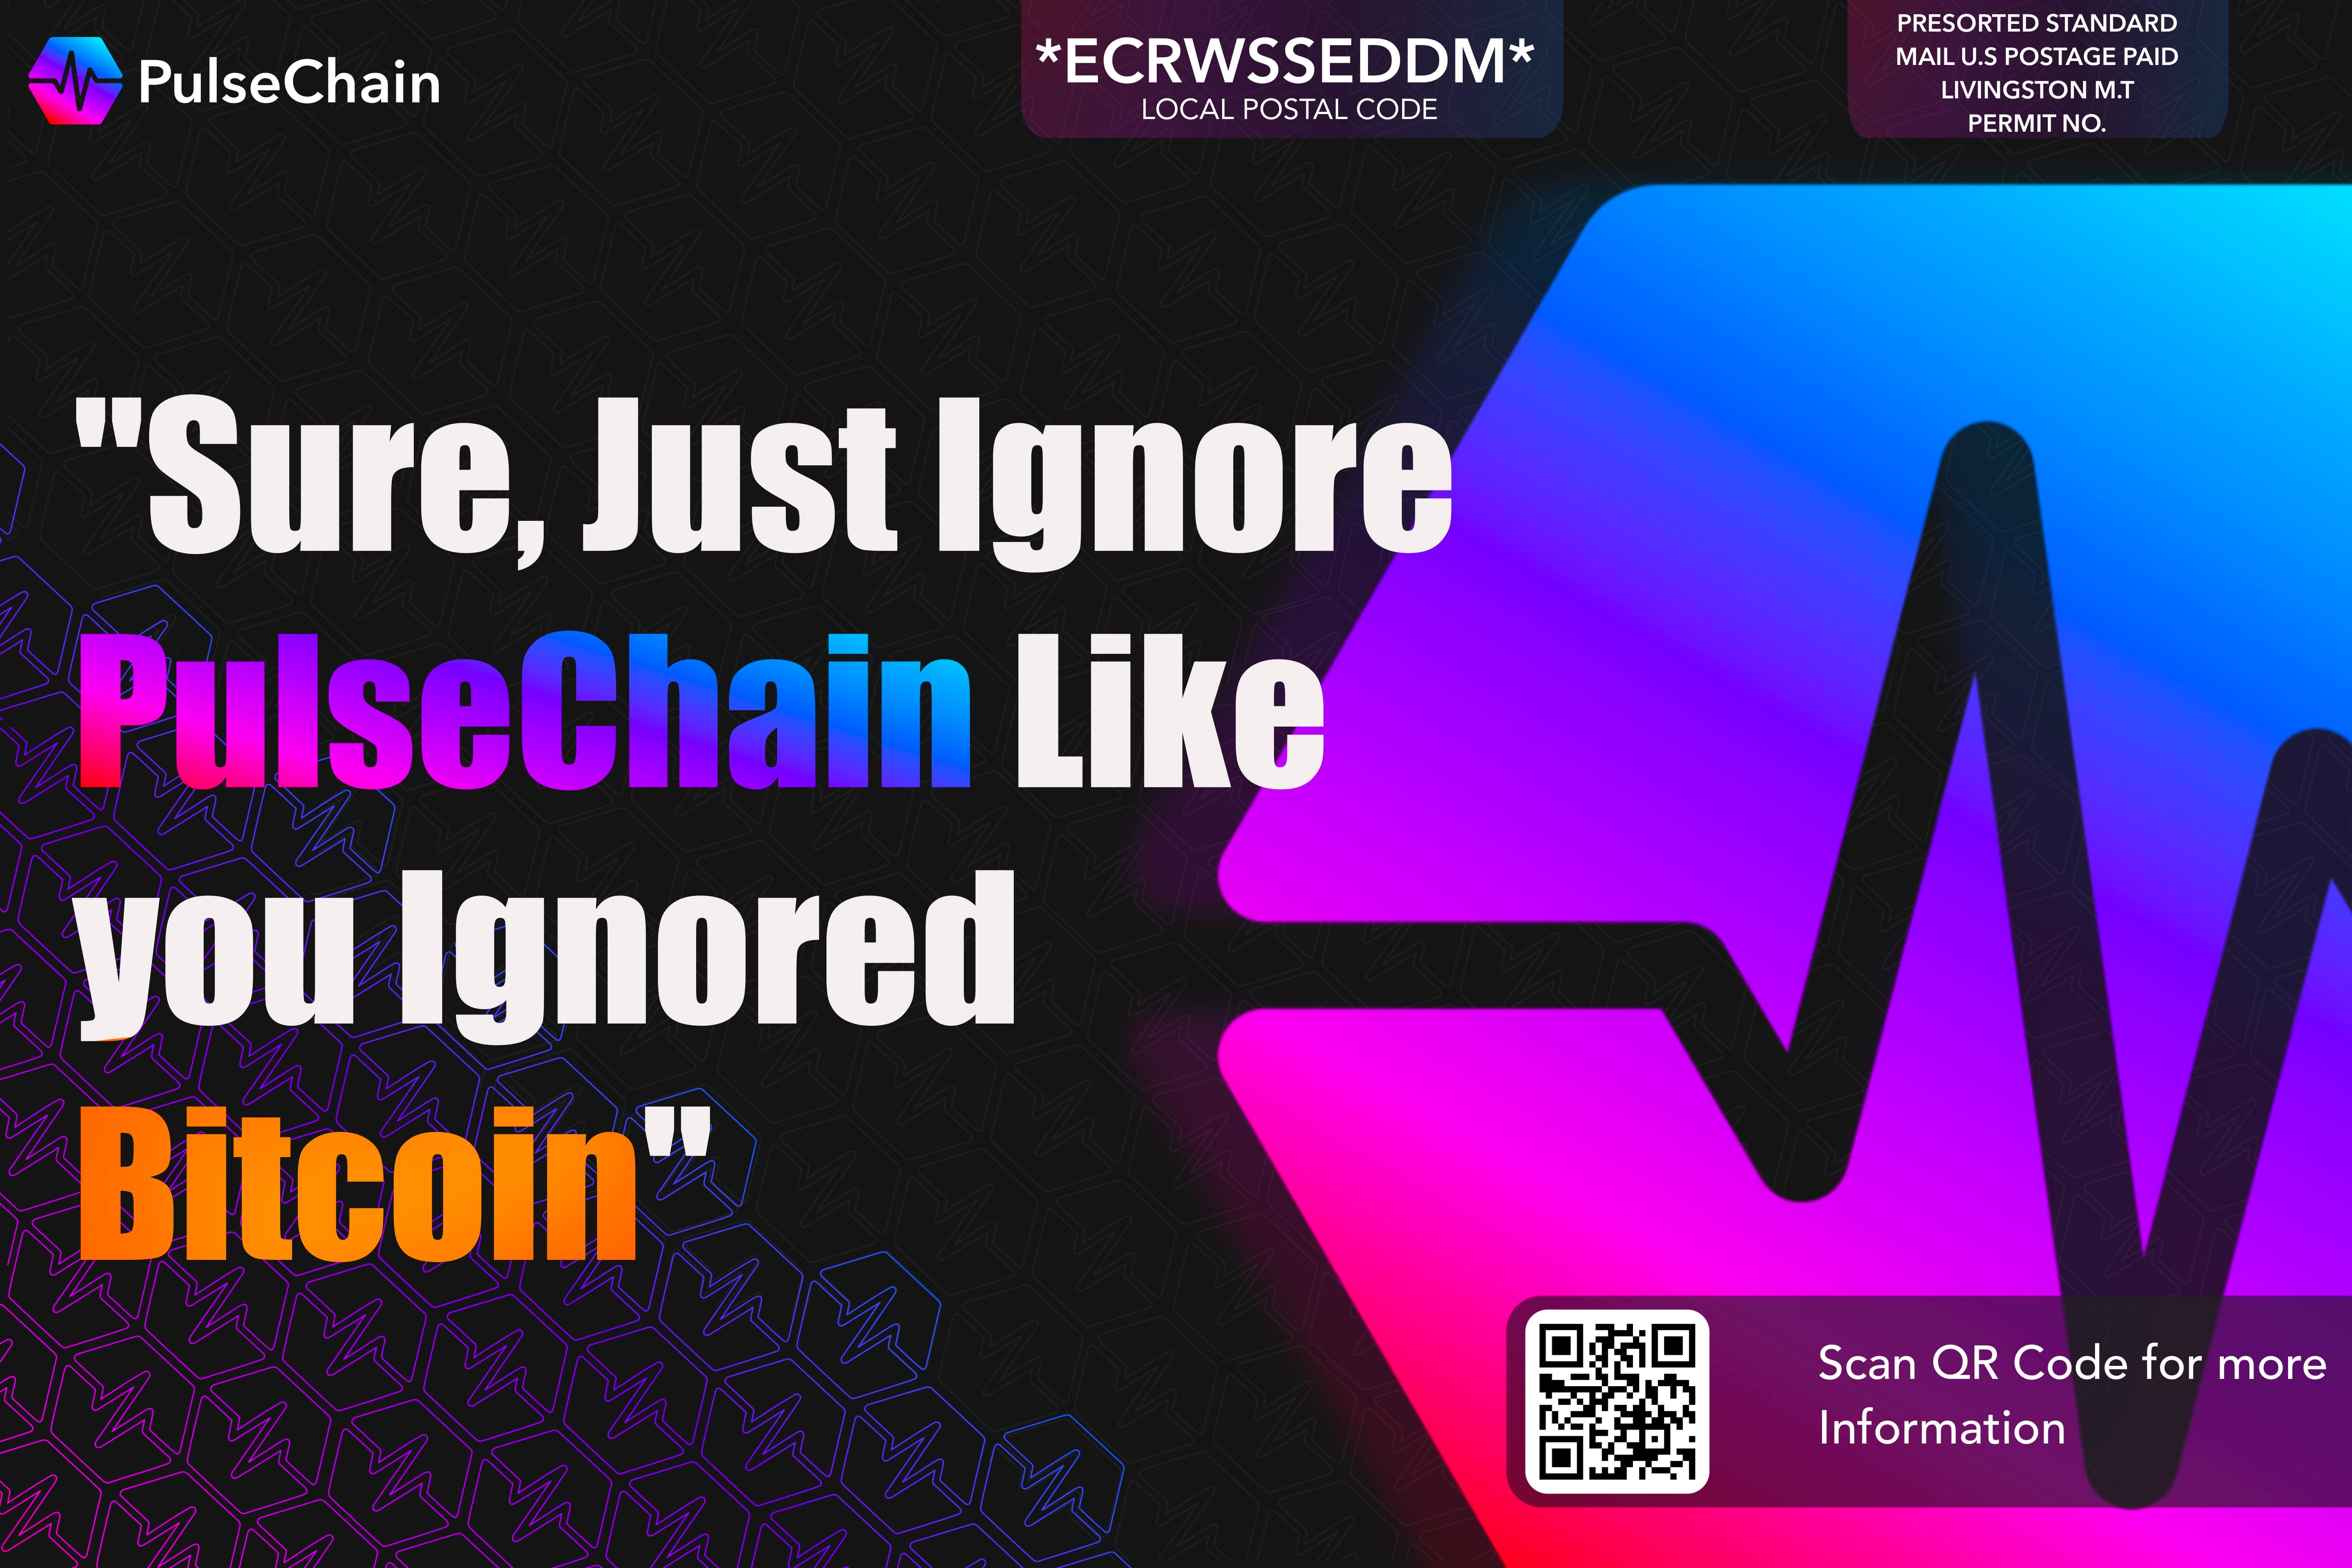 PulseChain
*ECRWSSEDDM*
LOCAL POSTAL CODE
PRESORTED STANDARD
MAIL U.S POSTAGE PAID
LIVINGSTON M.T
PERMIT NO.
"Sure, Just Ignore
PulseChain Like
you Ignored
Bitcoin"
Scan QR Code for more
Information